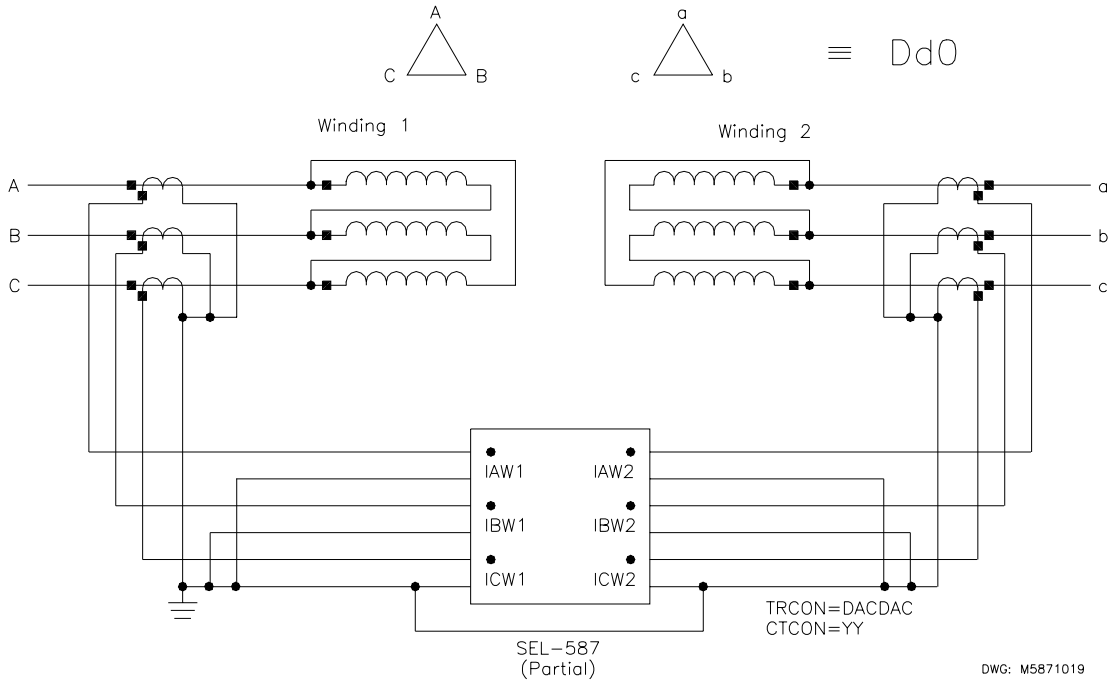 A
a
≡ Dd0
C B
c b
Winding 1
Winding 2
A
a
B
b
C
c
IAW1
IAW2
IBW1
IBW2
ICW1
ICW2
TRCON=DACDAC
CTCON=YY
SEL-587
(Partial)
DWG: M5871019